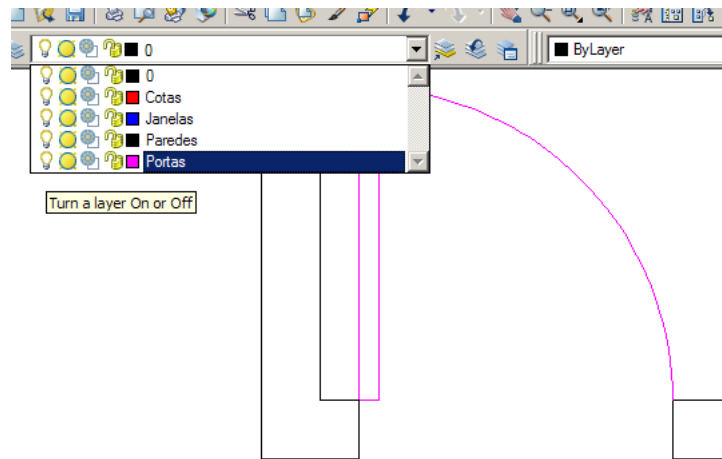 0
ByLayer
0
Cotas
Janelas
Paredes
Portas
Turn a layer On or Off